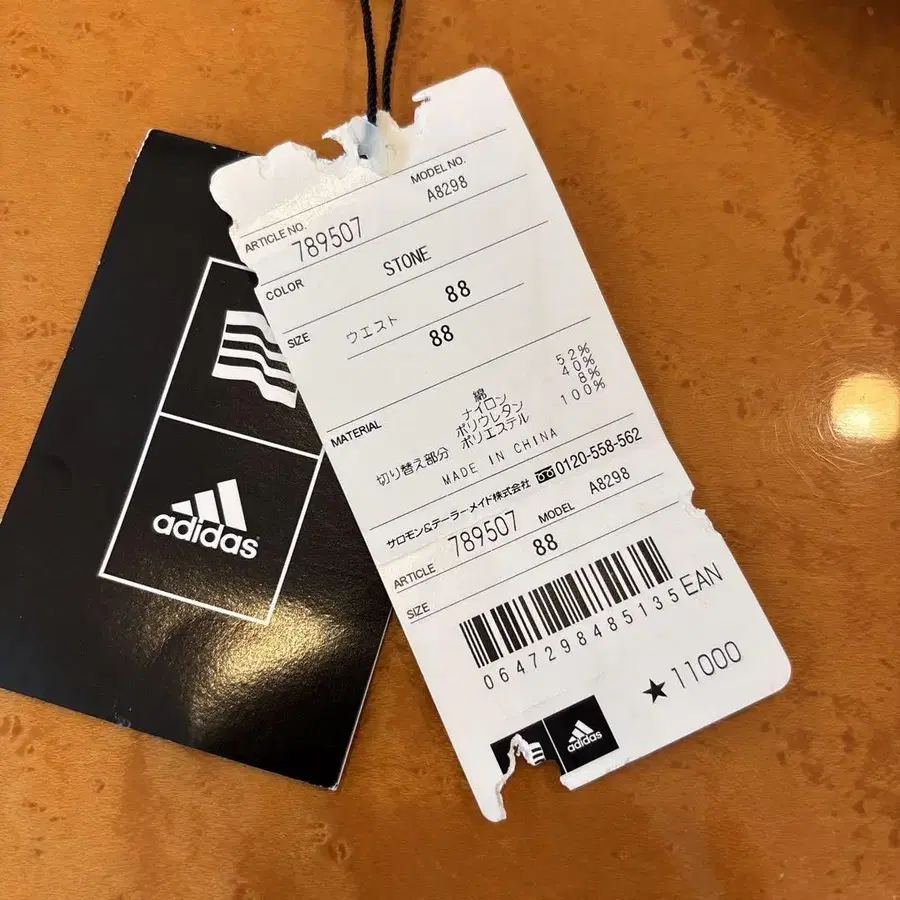 ARTICLE NO.
789507
MODEL NO.
A8298
COLOR
STONE
SIZE
88
ウエスト
88
MATERIAL
綿 52%
ナイロン 40%
ポリウレタン 8%
切り替え部分 ポリエステル 100%
MADE IN CHINA
サロモン&テーラーメイド株式会社 0120-558-562
ARTICLE 789507 MODEL A8298
SIZE 88
0647298485135 EAN
★11000
adidas
adidas